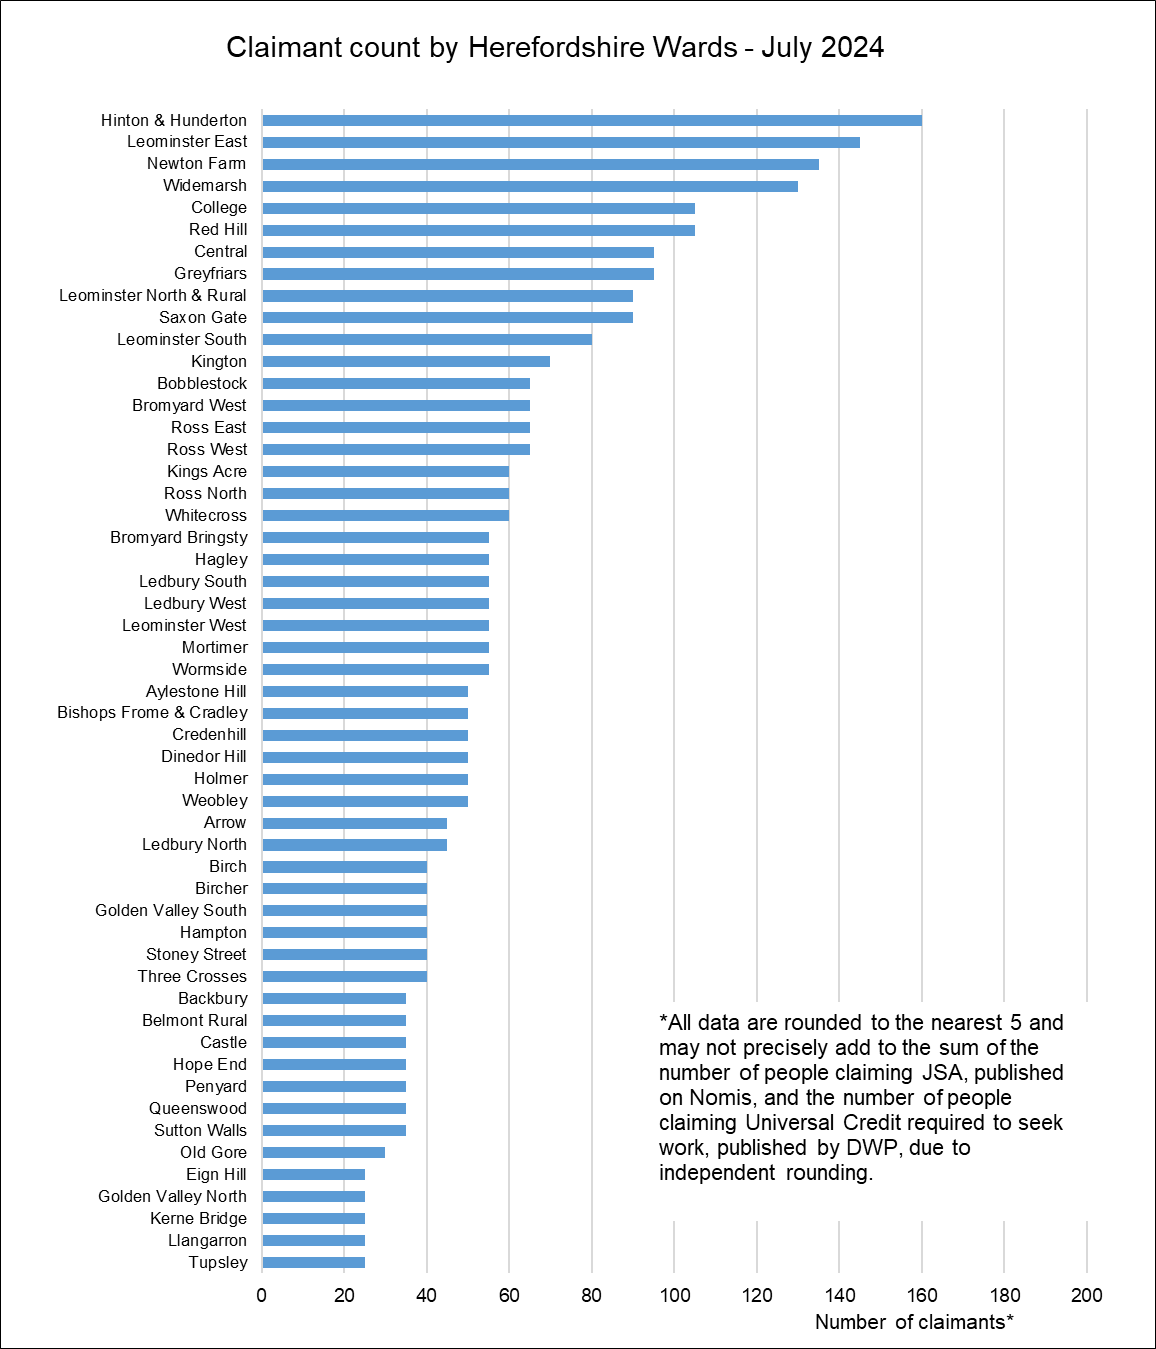 Claimant count by Herefordshire Wards - July 2024
Hinton & Hunderton
Leominster East
Newton Farm
Widemarsh
College
Red Hill
Central
Greyfriars
Leominster North & Rural
Saxon Gate
Leominster South
Kington
Bobblestock
Bromyard West
Ross East
Ross West
Kings Acre
Ross North
Whitecross
Bromyard Bringsty
Hagley
Ledbury South
Ledbury West
Leominster West
Mortimer
Wormside
Aylestone Hill
Bishops Frome & Cradley
Credenhill
Dinedor Hill
Holmer
Weobley
Arrow
Ledbury North
Birch
Bircher
Golden Valley South
Hampton
Stoney Street
Three Crosses
Backbury
Belmont Rural
Castle
Hope End
Penyard
Queenswood
Sutton Walls
Old Gore
Eign Hill
Golden Valley North
Kerne Bridge
Llangarron
Tupsley
*All data are rounded to the nearest 5 and
may not precisely add to the sum of the
number of people claiming JSA, published
on Nomis, and the number of people
claiming Universal Credit required to seek
work, published by DWP, due to
independent rounding.
0 20 40 60 80 100 120 140 160 180 200
Number of claimants*